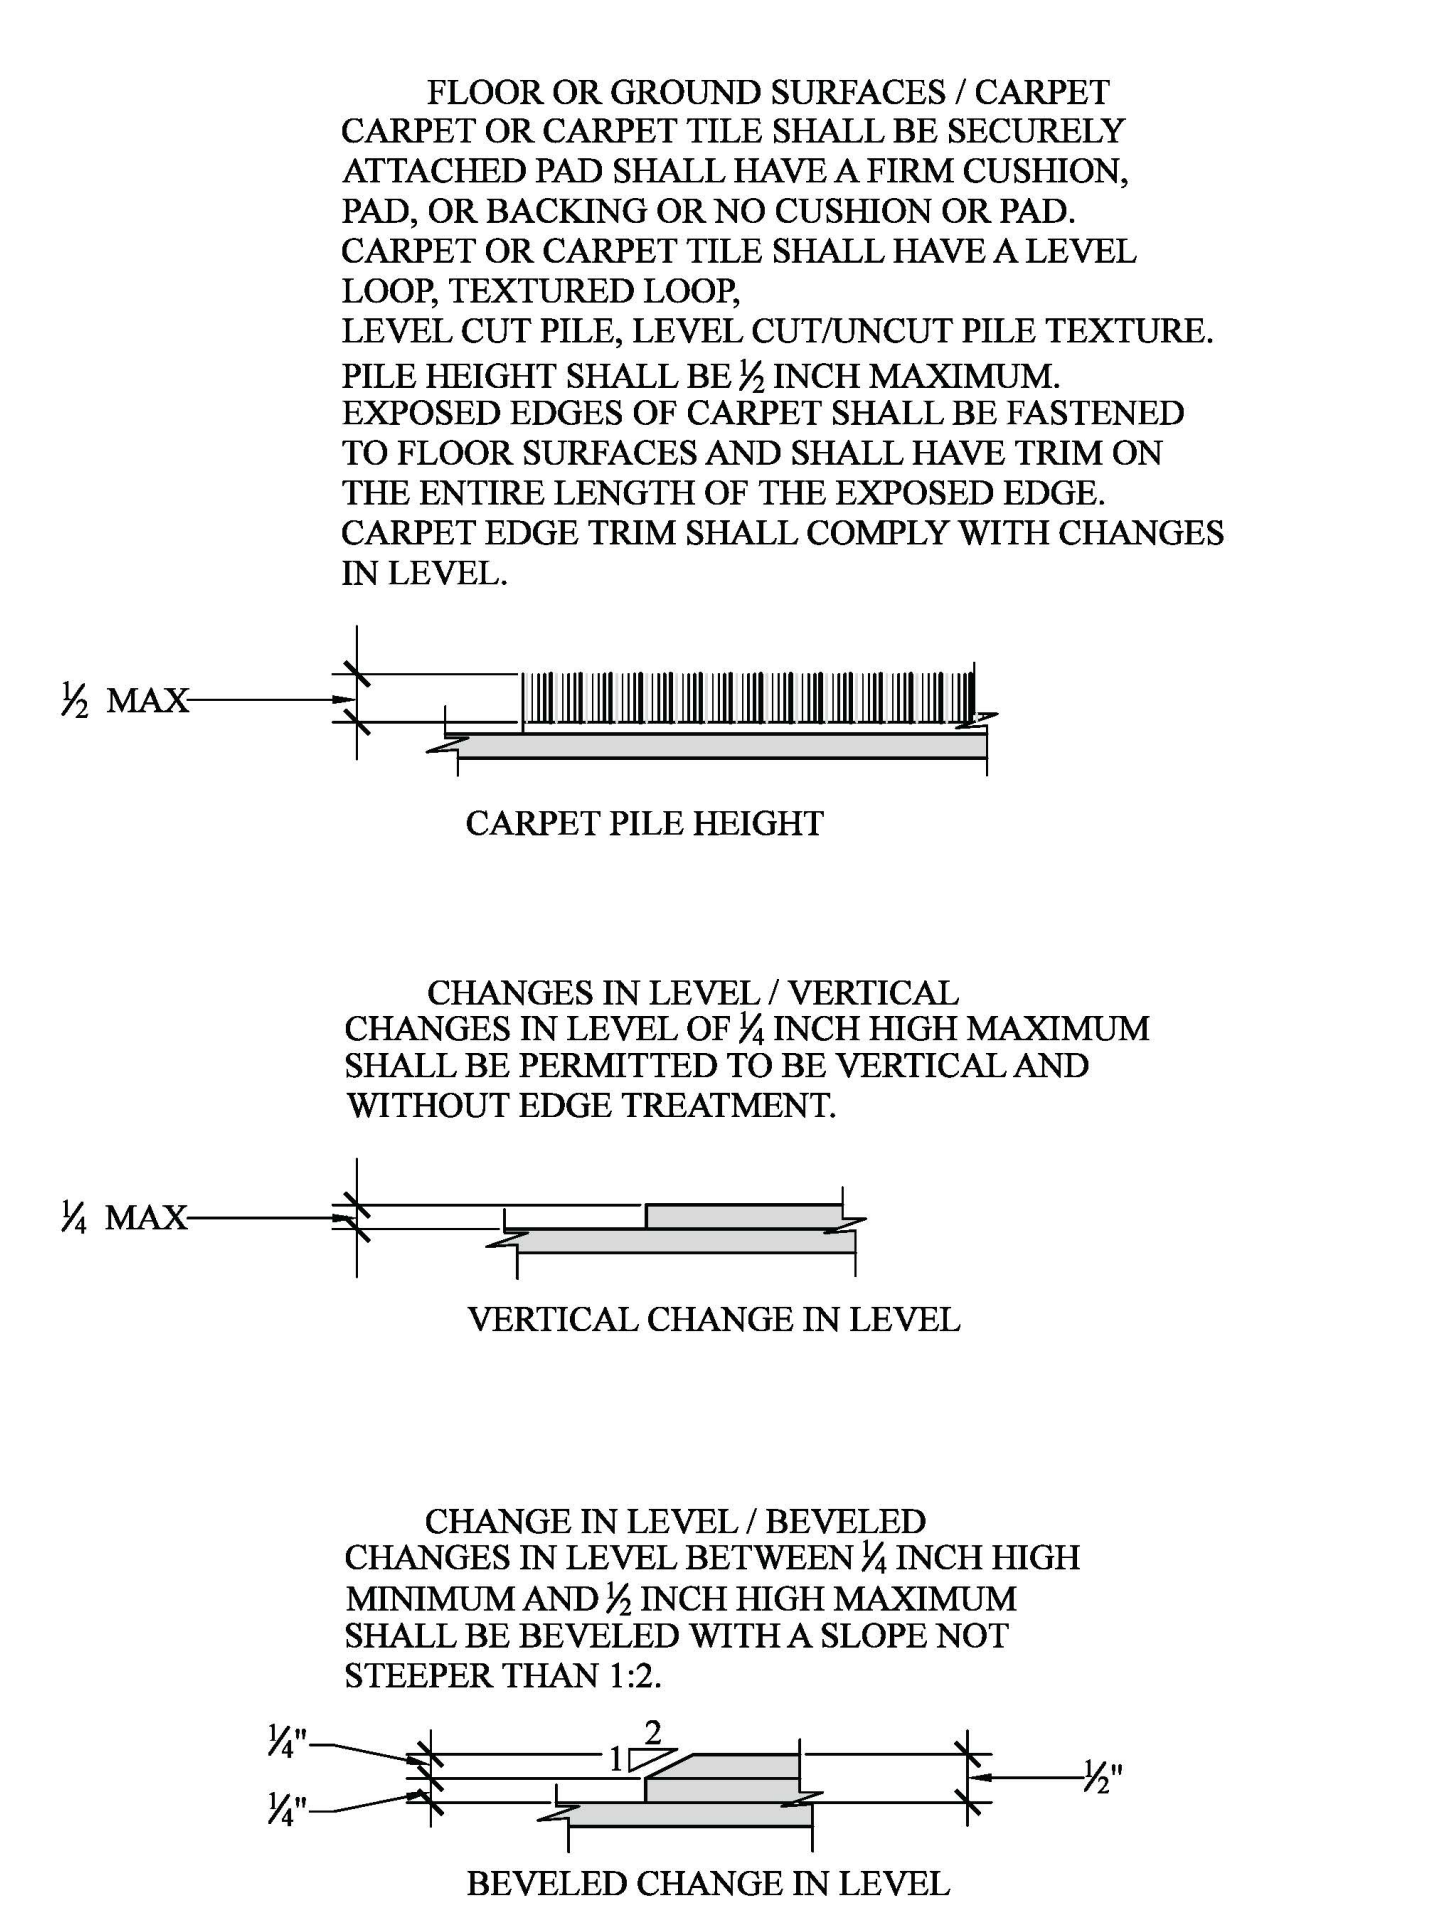 FLOOR OR GROUND SURFACES / CARPET
CARPET OR CARPET TILE SHALL BE SECURELY
ATTACHED PAD SHALL HAVE A FIRM CUSHION,
PAD, OR BACKING OR NO CUSHION OR PAD.
CARPET OR CARPET TILE SHALL HAVE A LEVEL
LOOP, TEXTURED LOOP,
LEVEL CUT PILE, LEVEL CUT/UNCUT PILE TEXTURE.
PILE HEIGHT SHALL BE ½ INCH MAXIMUM.
EXPOSED EDGES OF CARPET SHALL BE FASTENED
TO FLOOR SURFACES AND SHALL HAVE TRIM ON
THE ENTIRE LENGTH OF THE EXPOSED EDGE.
CARPET EDGE TRIM SHALL COMPLY WITH CHANGES
IN LEVEL.
½ MAX
CARPET PILE HEIGHT
CHANGES IN LEVEL / VERTICAL
CHANGES IN LEVEL OF ¼ INCH HIGH MAXIMUM
SHALL BE PERMITTED TO BE VERTICAL AND
WITHOUT EDGE TREATMENT.
¼ MAX
VERTICAL CHANGE IN LEVEL
CHANGE IN LEVEL / BEVELED
CHANGES IN LEVEL BETWEEN ¼ INCH HIGH
MINIMUM AND ½ INCH HIGH MAXIMUM
SHALL BE BEVELED WITH A SLOPE NOT
STEEPER THAN 1:2.
¼"
2
1
½"
¼"
BEVELED CHANGE IN LEVEL